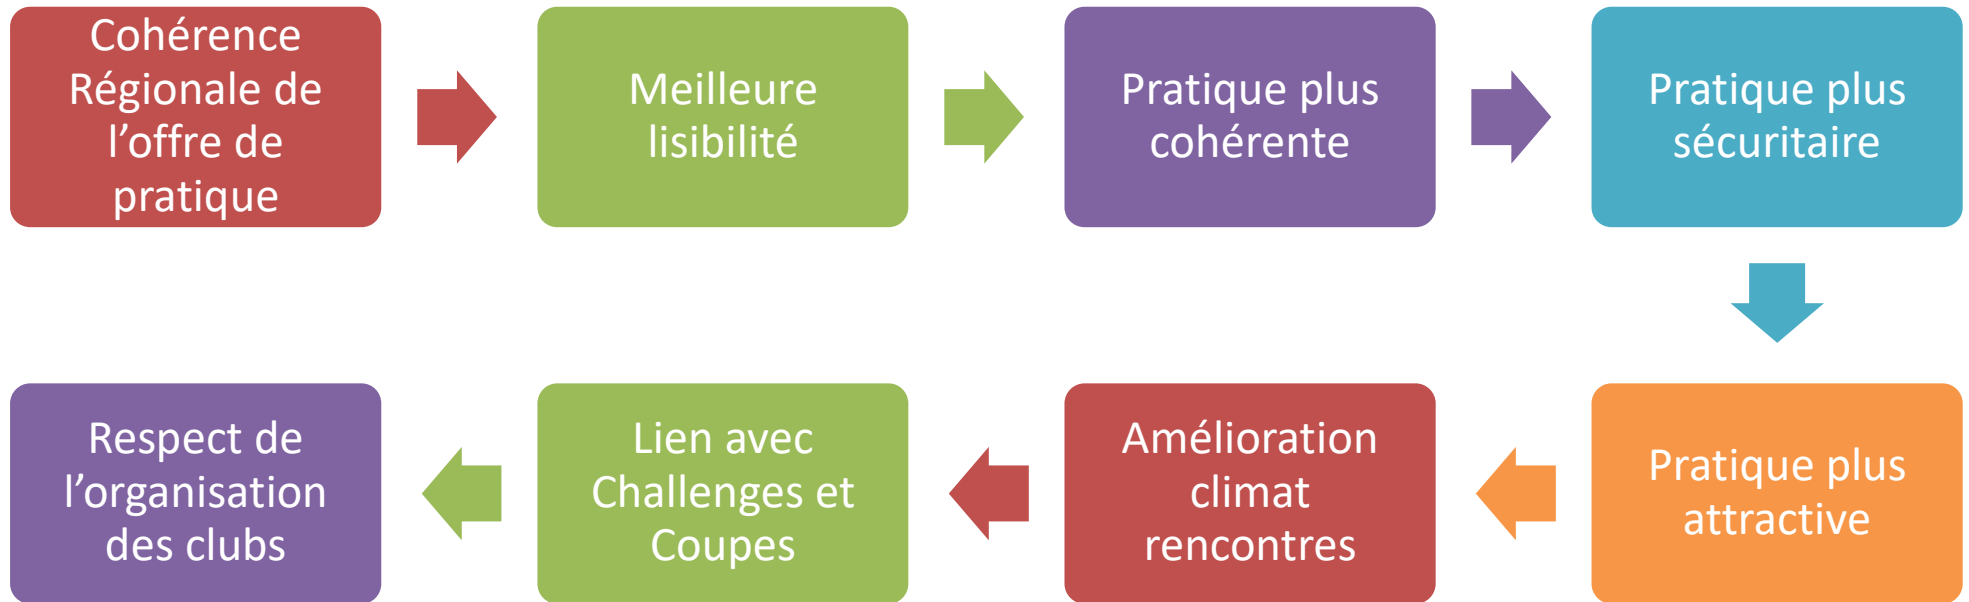 Cohérence
Régionale de
l’offre de
pratique
Meilleure
lisibilité
Pratique plus
cohérente
Pratique plus
sécuritaire
Pratique plus
attractive
Amélioration
climat
rencontres
Lien avec
Challenges et
Coupes
Respect de
l’organisation
des clubs